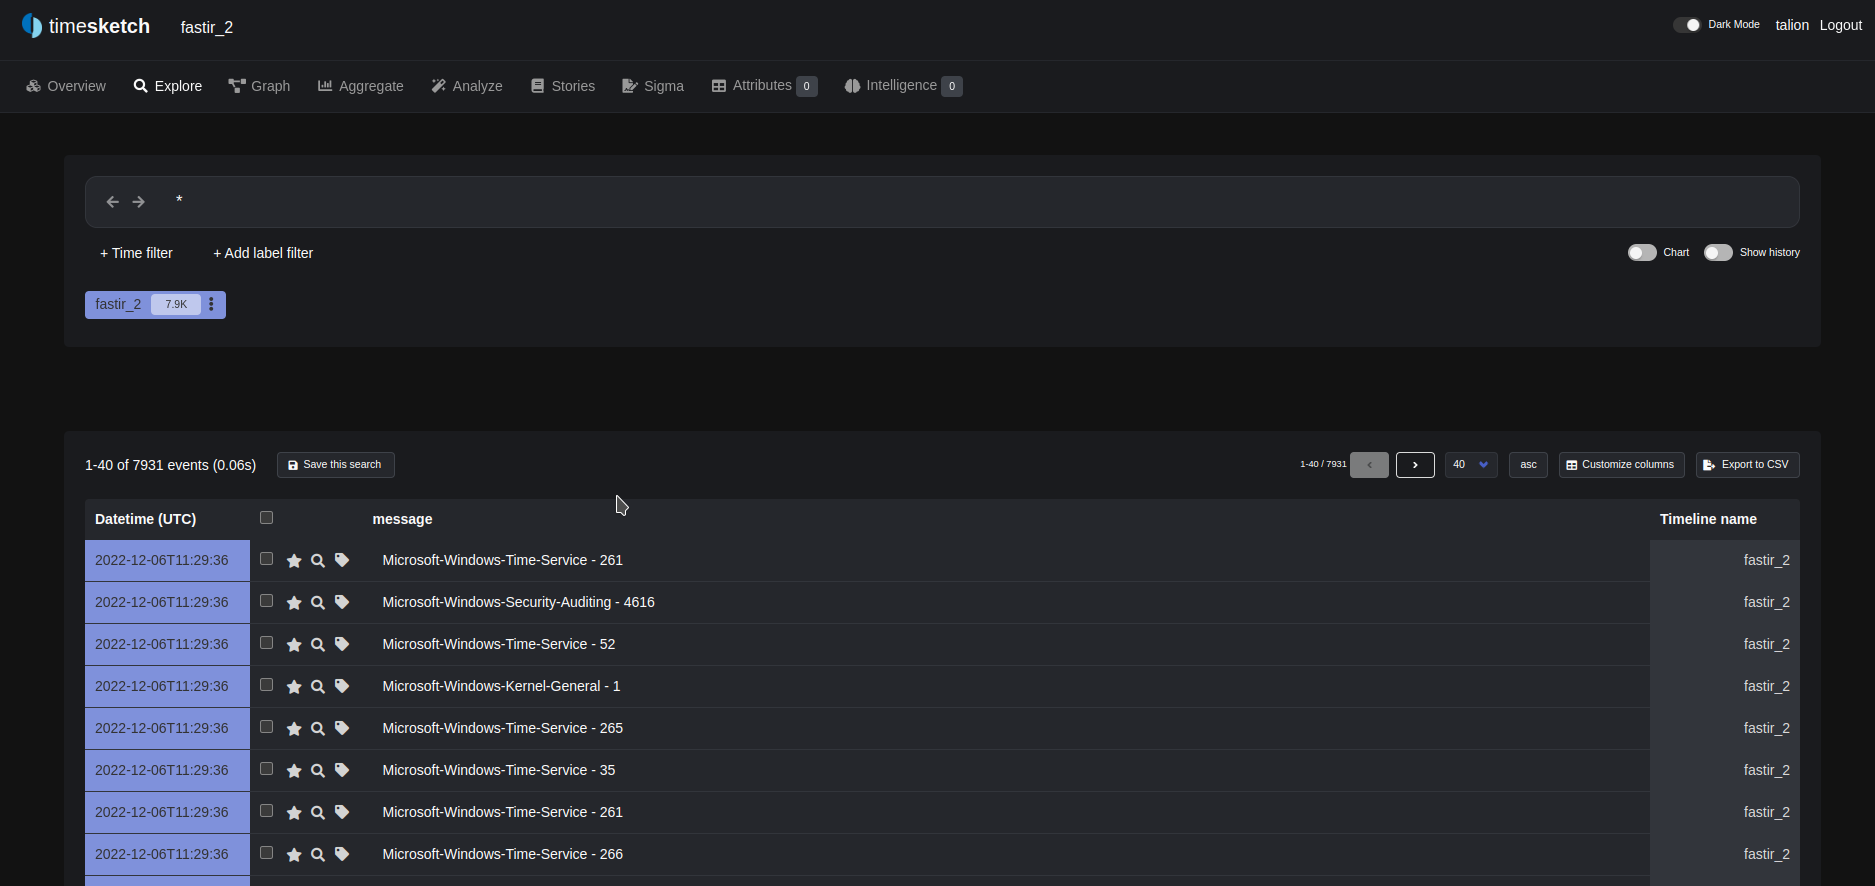 timesketch fastir_2 Dark Mode talion Logout
Overview Explore Graph Aggregate Analyze Stories Sigma Attributes 0 Intelligence 0
*
+ Time filter + Add label filter Chart Show history
fastir_2 7.9K
1-40 of 7931 events (0.06s) Save this search 1-40 / 7931 40 asc Customize columns Export to CSV
Datetime (UTC) message Timeline name
2022-12-06T11:29:36 Microsoft-Windows-Time-Service - 261 fastir_2
2022-12-06T11:29:36 Microsoft-Windows-Security-Auditing - 4616 fastir_2
2022-12-06T11:29:36 Microsoft-Windows-Time-Service - 52 fastir_2
2022-12-06T11:29:36 Microsoft-Windows-Kernel-General - 1 fastir_2
2022-12-06T11:29:36 Microsoft-Windows-Time-Service - 265 fastir_2
2022-12-06T11:29:36 Microsoft-Windows-Time-Service - 35 fastir_2
2022-12-06T11:29:36 Microsoft-Windows-Time-Service - 261 fastir_2
2022-12-06T11:29:36 Microsoft-Windows-Time-Service - 266 fastir_2